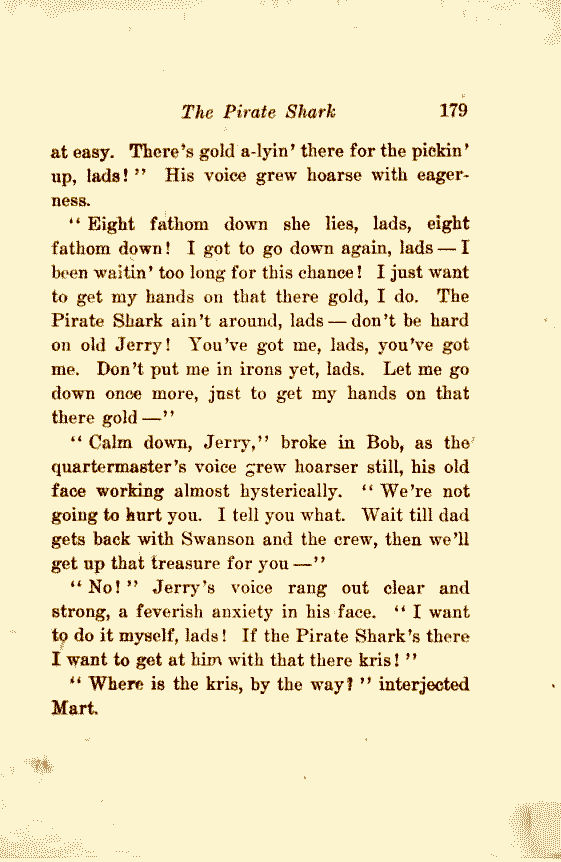 The Pirate Shark 179
at easy. There's gold a-lyin' there for the pickin'
up, lads!" His voice grew hoarse with eager-
ness.
"Eight fathom down she lies, lads, eight
fathom down! I got to go down again, lads — I
been waitin' too long for this chance! I just want
to get my hands on that there gold, I do. The
Pirate Shark ain't around, lads — don't be hard
on old Jerry! You've got me, lads, you've got
me. Don't put me in irons yet, lads. Let me go
down once more, just to get my hands on that
there gold —"
"Calm down, Jerry," broke in Bob, as the
quartermaster's voice grew hoarser still, his old
face working almost hysterically. "We're not
going to hurt you. I tell you what. Wait till dad
gets back with Swanson and the crew, then we'll
get up that treasure for you —"
"No!" Jerry's voice rang out clear and
strong, a feverish anxiety in his face. "I want
to do it myself, lads! If the Pirate Shark's there
I want to get at him with that there kris!"
"Where is the kris, by the way?" interjected
Mart.